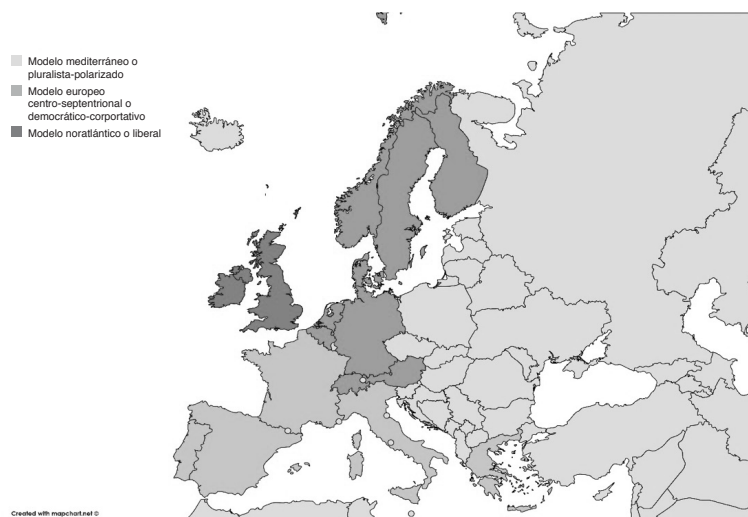 Modelo mediterráneo o
pluralista-polarizado
Modelo europeo
centro-septentrional o
democrático-corportativo
Modelo noratlántico o liberal
Created with mapchart.net ©